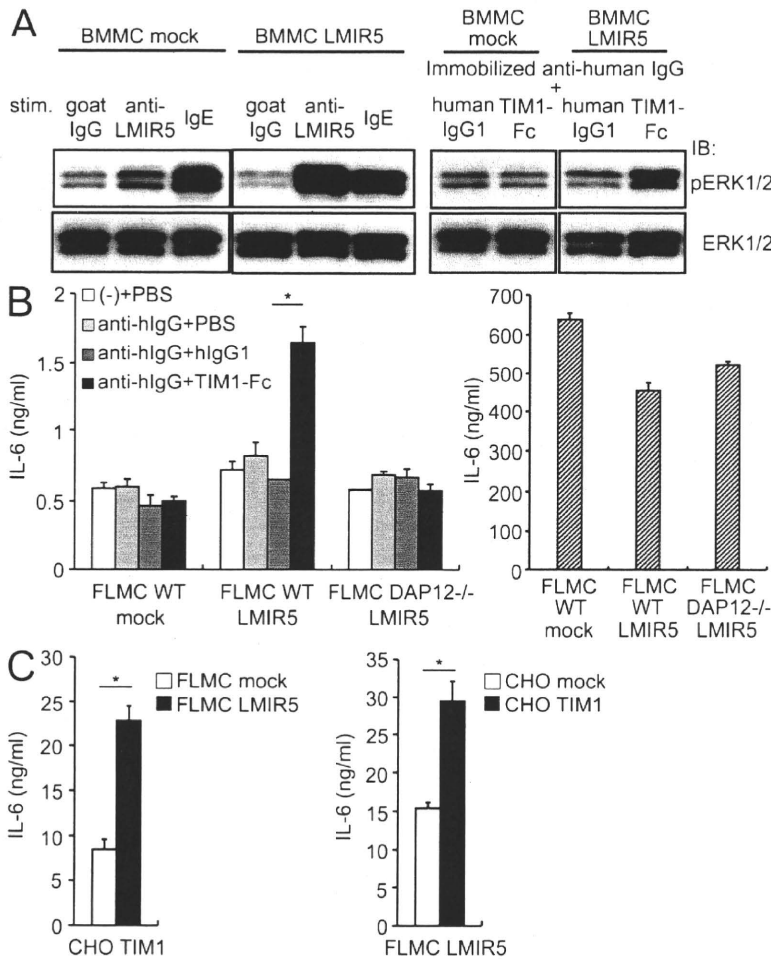 A
BMMC mock
BMMC LMIR5
BMMC mock
BMMC LMIR5
Immobilized anti-human IgG
+
stim.
goat IgG
anti-LMIR5
IgE
goat IgG
anti-LMIR5
IgE
human IgG1
TIM1-Fc
human IgG1
TIM1-Fc
IB:
pERK1/2
ERK1/2
B
(-)+PBS
anti-hIgG+PBS
anti-hIgG+hIgG1
anti-hIgG+TIM1-Fc
*
IL-6 (ng/ml)
2
1.5
1
0.5
0
FLMC WT mock
FLMC WT LMIR5
FLMC DAP12-/- LMIR5
IL-6 (ng/ml)
700
600
500
400
300
200
100
0
FLMC WT mock
FLMC WT LMIR5
FLMC DAP12-/- LMIR5
C
IL-6 (ng/ml)
30
25
20
15
10
5
0
*
FLMC mock
FLMC LMIR5
CHO TIM1
IL-6 (ng/ml)
35
30
25
20
15
10
5
0
*
CHO mock
CHO TIM1
FLMC LMIR5